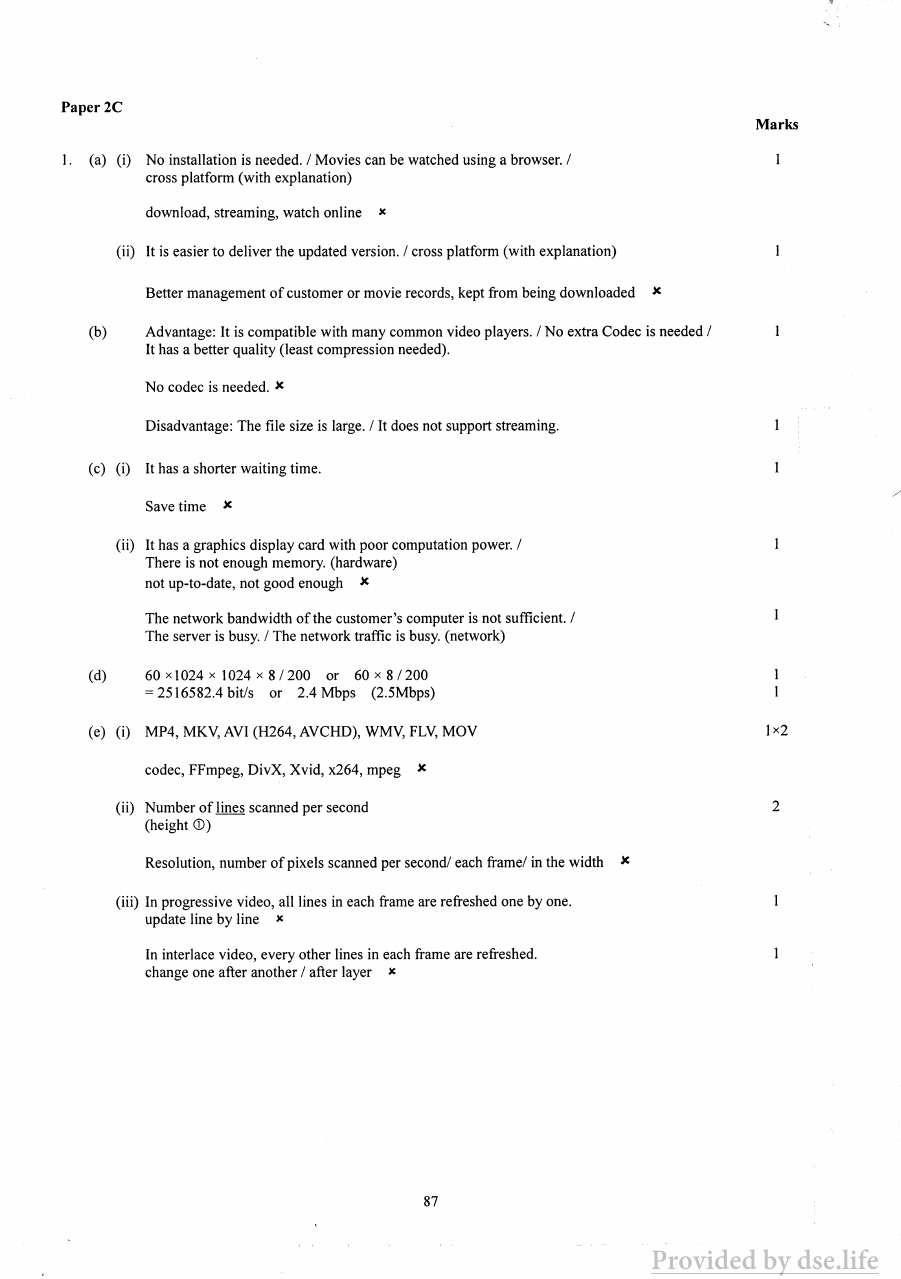 Paper 2C
Marks
1. (a) (i) No installation is needed. / Movies can be watched using a browser. / 1
cross platform (with explanation)
download, streaming, watch online ×
(ii) It is easier to deliver the updated version. / cross platform (with explanation) 1
Better management of customer or movie records, kept from being downloaded ×
(b) Advantage: It is compatible with many common video players. / No extra Codec is needed / 1
It has a better quality (least compression needed).
No codec is needed. ×
Disadvantage: The file size is large. / It does not support streaming. 1
(c) (i) It has a shorter waiting time. 1
Save time ×
(ii) It has a graphics display card with poor computation power. / 1
There is not enough memory. (hardware)
not up-to-date, not good enough ×
The network bandwidth of the customer's computer is not sufficient. / 1
The server is busy. / The network traffic is busy. (network)
(d) 60 ×1024 × 1024 × 8 / 200 or 60 × 8 / 200 1
= 2516582.4 bit/s or 2.4 Mbps (2.5Mbps) 1
(e) (i) MP4, MKV, AVI (H264, AVCHD), WMV, FLV, MOV 1×2
codec, FFmpeg, DivX, Xvid, x264, mpeg ×
(ii) Number of lines scanned per second 2
(height ①)
Resolution, number of pixels scanned per second/ each frame/ in the width ×
(iii) In progressive video, all lines in each frame are refreshed one by one. 1
update line by line ×
In interlace video, every other lines in each frame are refreshed. 1
change one after another / after layer ×
87
Provided by dse.life